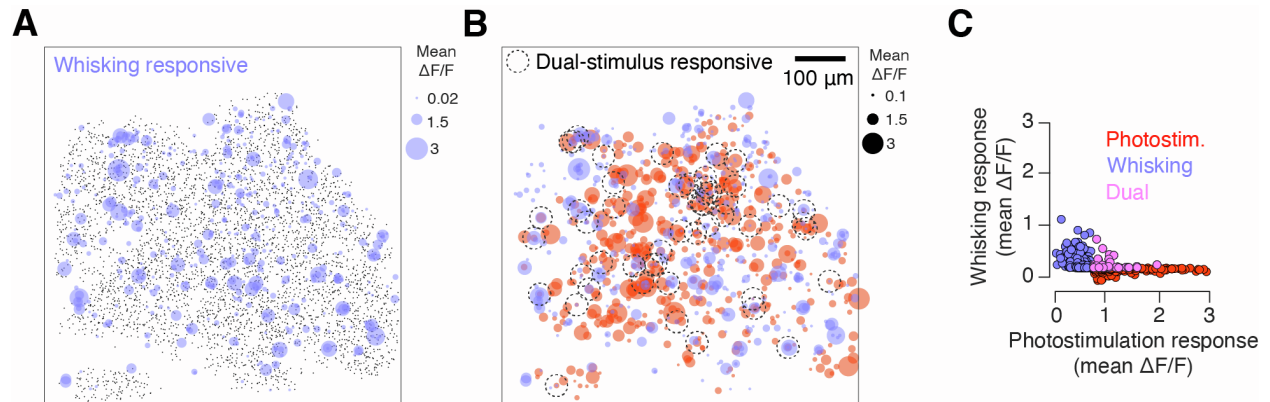 A
Whisking responsive
Mean
ΔF/F
0.02
1.5
3
B
Dual-stimulus responsive
100 μm
Mean
ΔF/F
0.1
1.5
3
C
Whisking response
(mean ΔF/F)
3
2
1
0
Photostim.
Whisking
Dual
0 1 2 3
Photostimulation response
(mean ΔF/F)